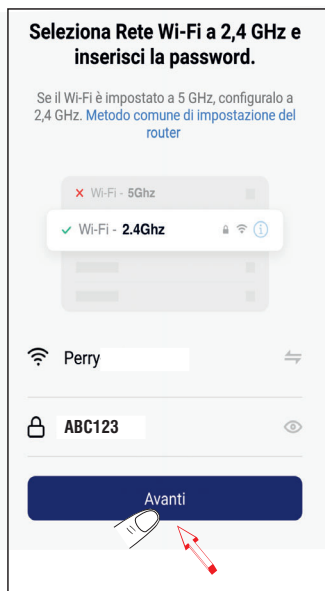 Seleziona Rete Wi-Fi a 2,4 GHz e
inserisci la password.
Se il Wi-Fi è impostato a 5 GHz, configuralo a
2,4 GHz. Metodo comune di impostazione del
router
Wi-Fi - 5Ghz
Wi-Fi - 2.4Ghz
Perry
ABC123
Avanti